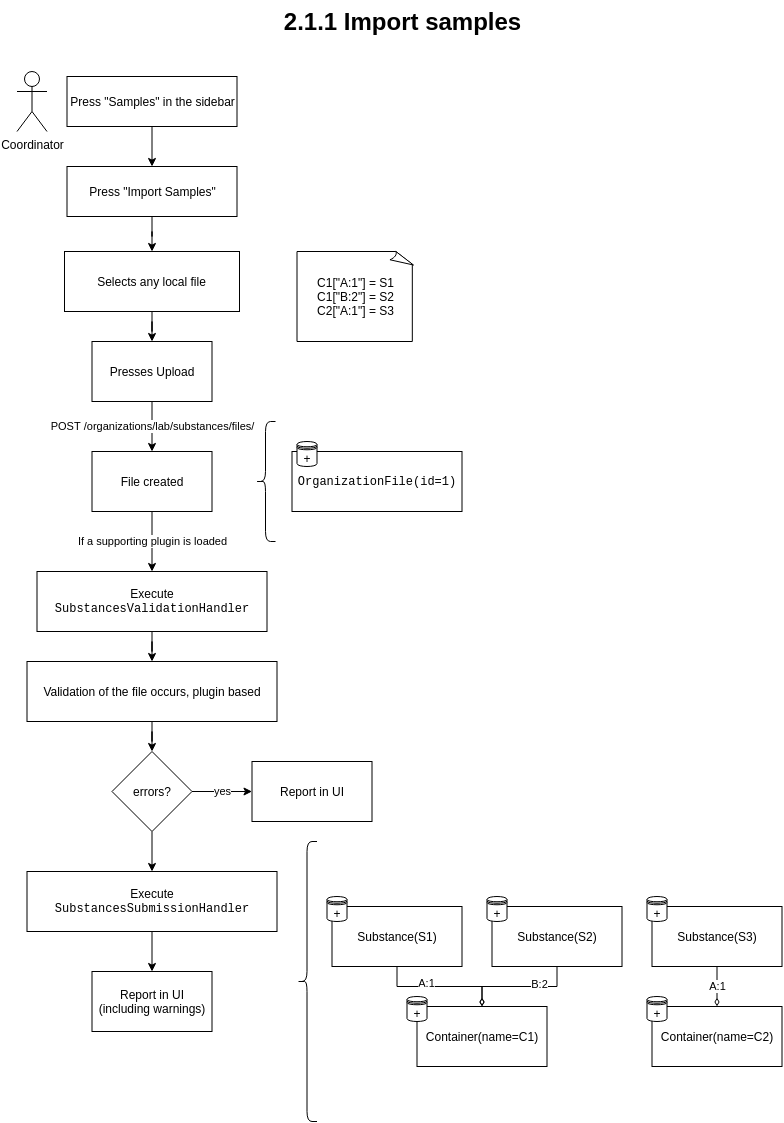 2.1.1 Import samples
Coordinator
Press "Samples" in the sidebar
Press "Import Samples"
Selects any local file
C1["A:1"] = S1
C1["B:2"] = S2
C2["A:1"] = S3
Presses Upload
POST /organizations/lab/substances/files/
File created
+
OrganizationFile(id=1)
If a supporting plugin is loaded
Execute
SubstancesValidationHandler
Validation of the file occurs, plugin based
errors?
yes
Report in UI
Execute
SubstancesSubmissionHandler
Report in UI
(including warnings)
+
Substance(S1)
+
Substance(S2)
+
Substance(S3)
A:1
B:2
A:1
+
Container(name=C1)
+
Container(name=C2)